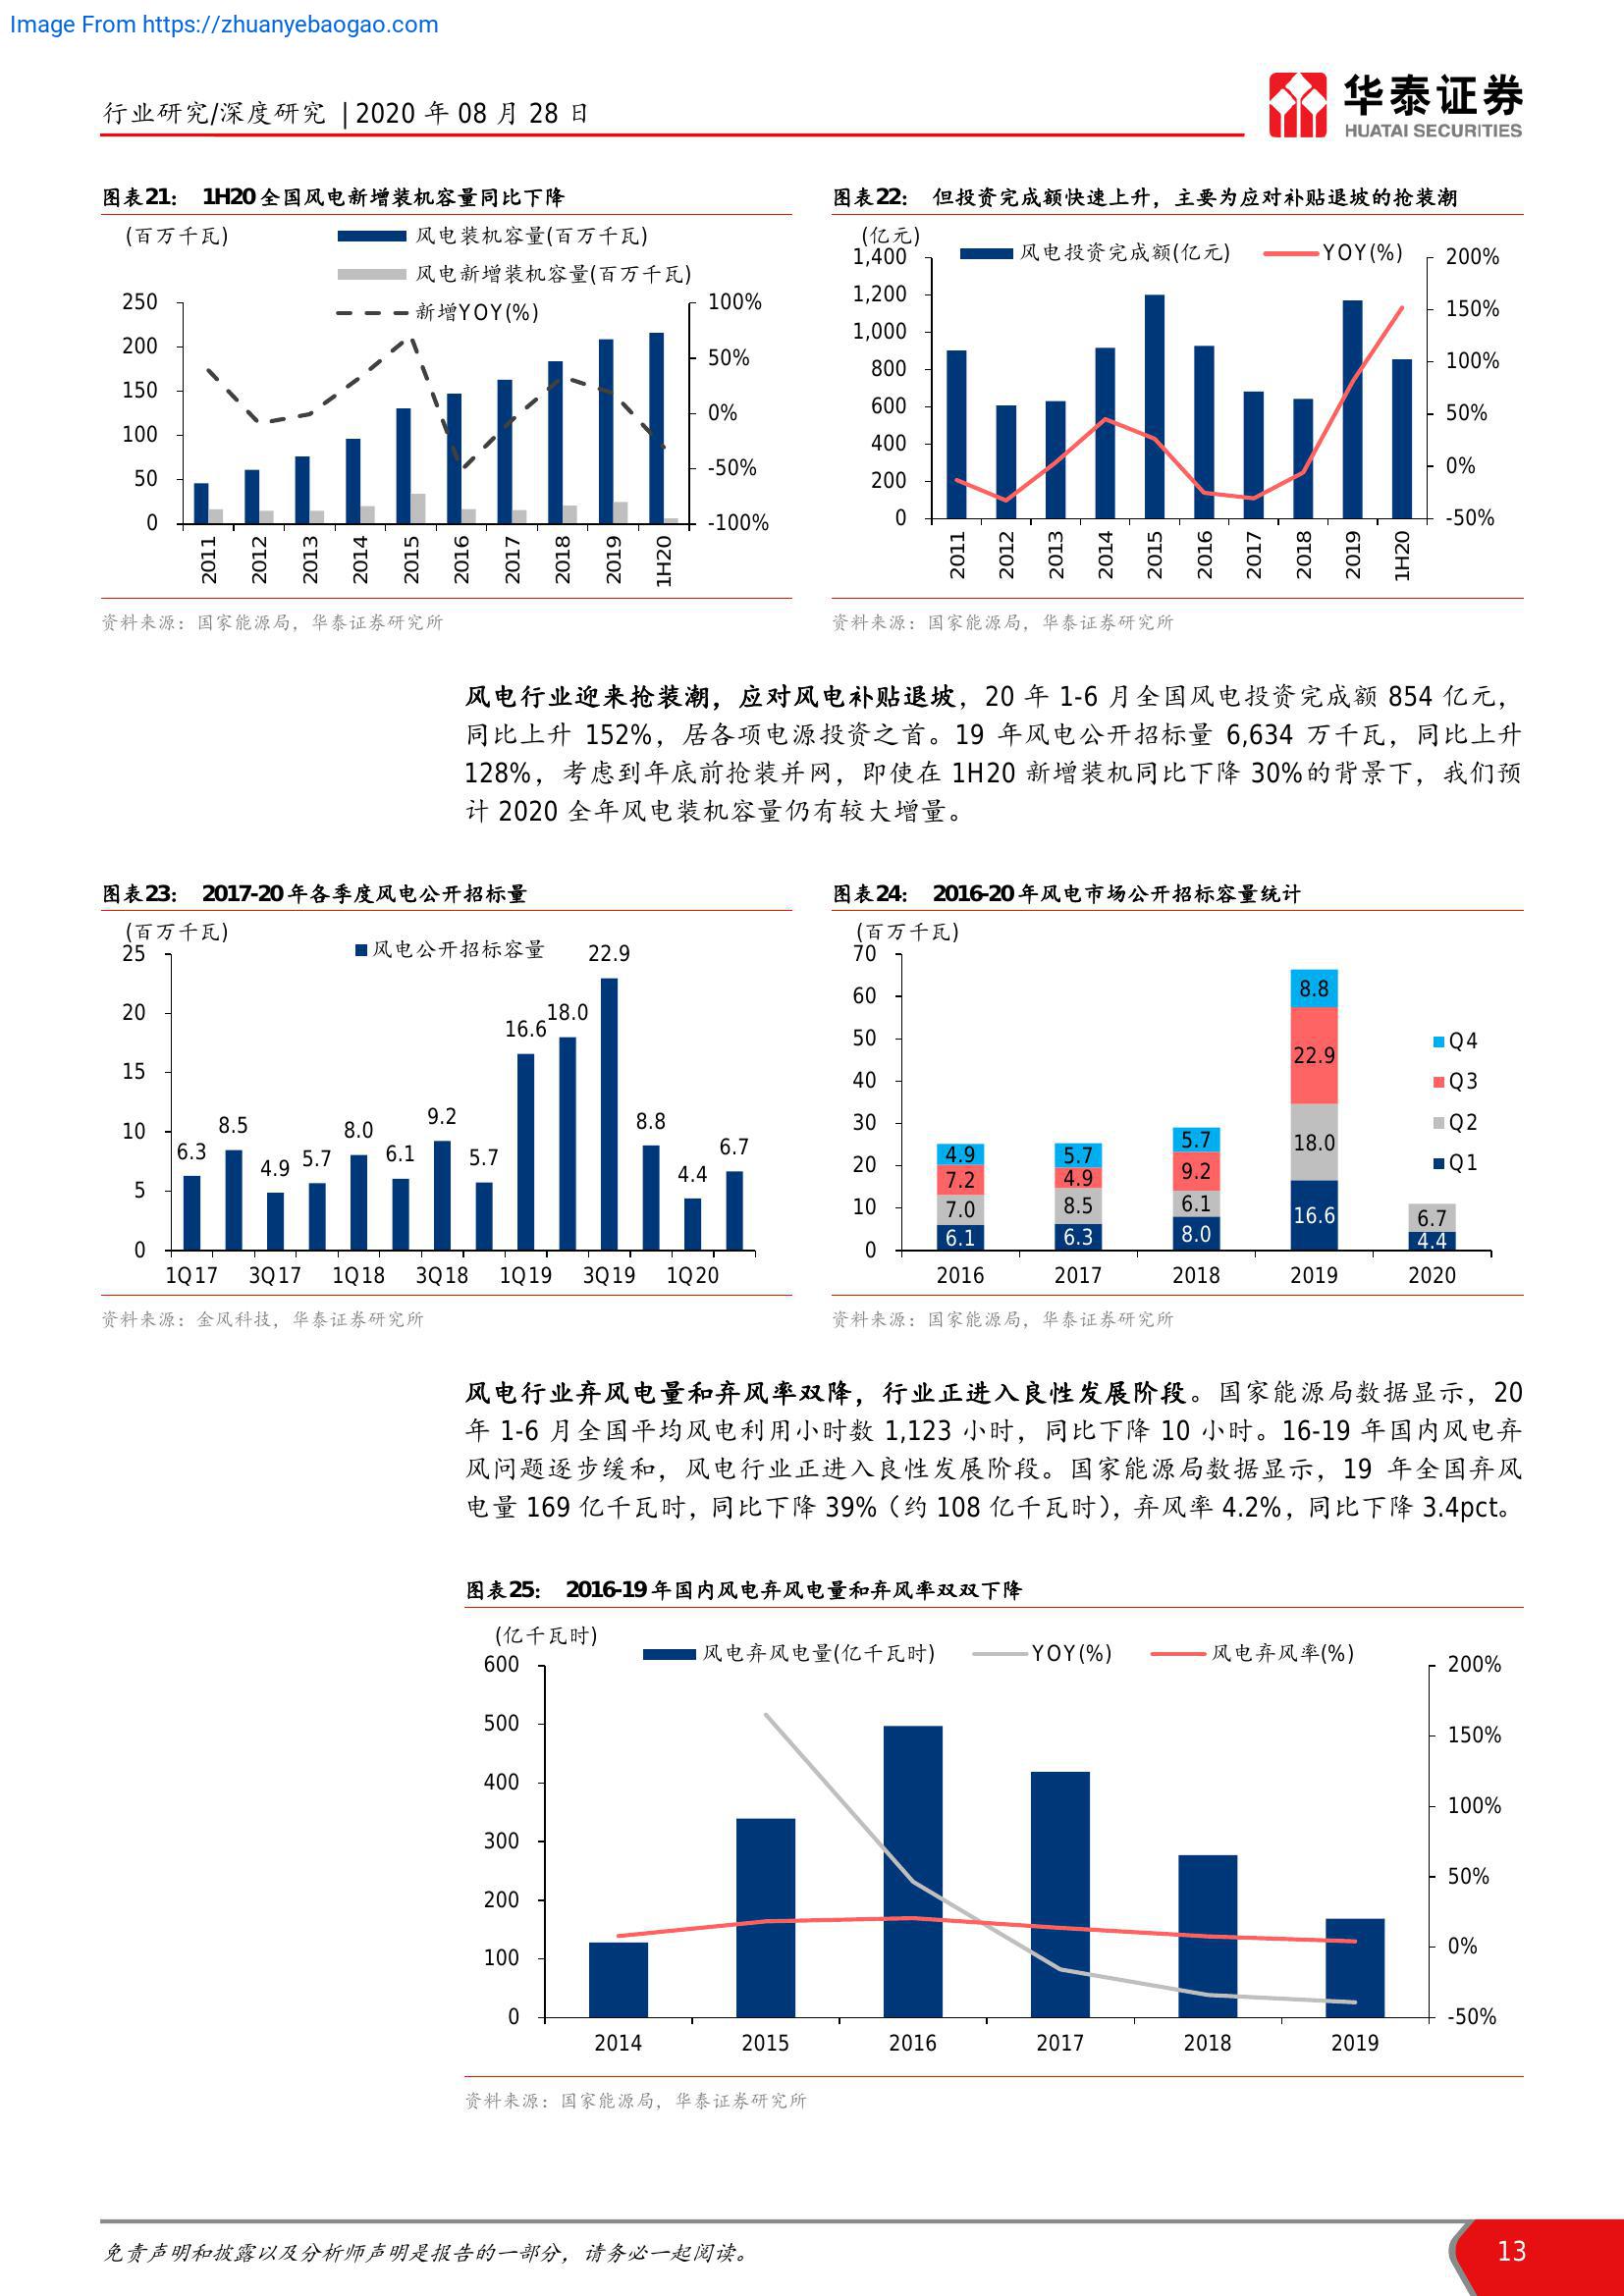 Image From https://zhuanyebaogao.com
行业研究/深度研究 | 2020 年 08 月 28 日
华泰证券
HUATAI SECURITIES
图表21： 1H20 全国风电新增装机容量同比下降
(百万千瓦)
风电装机容量(百万千瓦)
风电新增装机容量(百万千瓦)
新增YOY(%)
250
200
150
100
50
0
100%
50%
0%
-50%
-100%
2011
2012
2013
2014
2015
2016
2017
2018
2019
1H20
资料来源：国家能源局，华泰证券研究所
图表22： 但投资完成额快速上升，主要为应对补贴退坡的抢装潮
(亿元)
风电投资完成额(亿元)
YOY(%)
1,400
1,200
1,000
800
600
400
200
0
200%
150%
100%
50%
0%
-50%
2011
2012
2013
2014
2015
2016
2017
2018
2019
1H20
资料来源：国家能源局，华泰证券研究所
风电行业迎来抢装潮，应对风电补贴退坡，20 年 1-6 月全国风电投资完成额 854 亿元，
同比上升 152%，居各项电源投资之首。19 年风电公开招标量 6,634 万千瓦，同比上升
128%，考虑到年底前抢装并网，即使在 1H20 新增装机同比下降 30%的背景下，我们预
计 2020 全年风电装机容量仍有较大增量。
图表23： 2017-20 年各季度风电公开招标量
(百万千瓦)
风电公开招标容量
25
20
15
10
5
0
6.3
8.5
4.9
5.7
8.0
6.1
9.2
5.7
16.6
18.0
22.9
8.8
4.4
6.7
1Q17
3Q17
1Q18
3Q18
1Q19
3Q19
1Q20
资料来源：金风科技，华泰证券研究所
图表24： 2016-20 年风电市场公开招标容量统计
(百万千瓦)
70
60
50
40
30
20
10
0
4.9
7.2
7.0
6.1
5.7
4.9
8.5
6.3
5.7
9.2
6.1
8.0
8.8
22.9
18.0
16.6
6.7
4.4
Q4
Q3
Q2
Q1
2016
2017
2018
2019
2020
资料来源：国家能源局，华泰证券研究所
风电行业弃风电量和弃风率双降，行业正进入良性发展阶段。国家能源局数据显示，20
年 1-6 月全国平均风电利用小时数 1,123 小时，同比下降 10 小时。16-19 年国内风电弃
风问题逐步缓和，风电行业正进入良性发展阶段。国家能源局数据显示，19 年全国弃风
电量 169 亿千瓦时，同比下降 39%（约 108 亿千瓦时），弃风率 4.2%，同比下降 3.4pct。
图表25： 2016-19 年国内风电弃风电量和弃风率双双下降
(亿千瓦时)
风电弃风电量(亿千瓦时)
YOY(%)
风电弃风率(%)
600
500
400
300
200
100
0
200%
150%
100%
50%
0%
-50%
2014
2015
2016
2017
2018
2019
资料来源：国家能源局，华泰证券研究所
免责声明和披露以及分析师声明是报告的一部分，请务必一起阅读。
13